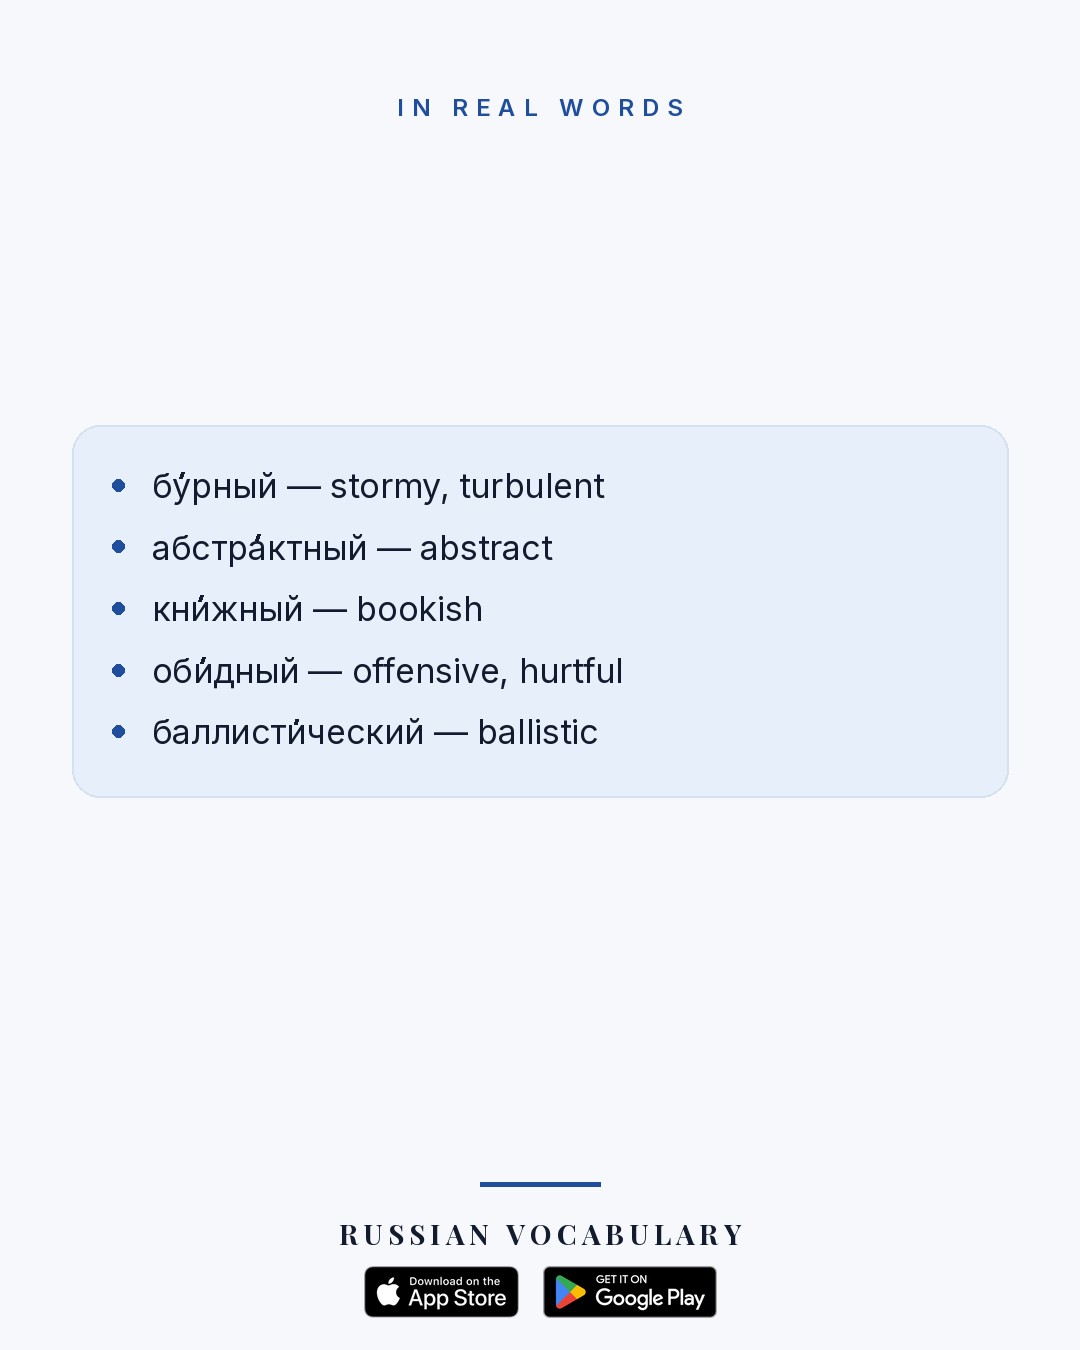 IN REAL WORDS
• бу́рный — stormy, turbulent
• абстра́ктный — abstract
• кни́жный — bookish
• оби́дный — offensive, hurtful
• баллисти́ческий — ballistic
RUSSIAN VOCABULARY
Download on the
App Store
GET IT ON
Google Play